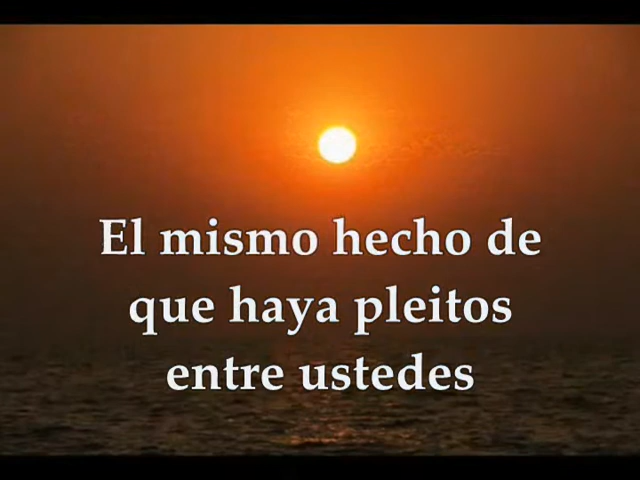 El mismo hecho de
que haya pleitos
entre ustedes